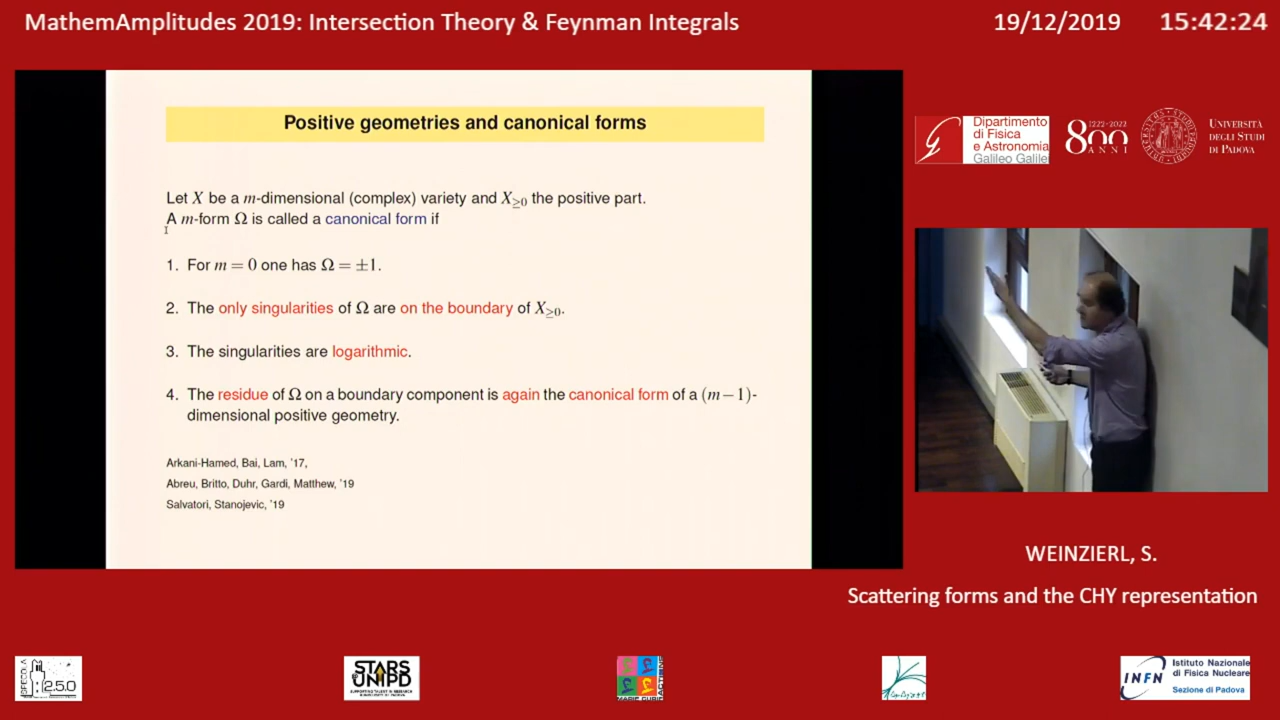 MathemAmplitudes 2019: Intersection Theory & Feynman Integrals
19/12/2019 15:42:24
Positive geometries and canonical forms
Let X be a m-dimensional (complex) variety and X≥0 the positive part.
A m-form Ω is called a canonical form if
1. For m = 0 one has Ω = ±1.
2. The only singularities of Ω are on the boundary of X≥0.
3. The singularities are logarithmic.
4. The residue of Ω on a boundary component is again the canonical form of a (m−1)-
dimensional positive geometry.
Arkani-Hamed, Bai, Lam, '17,
Abreu, Britto, Duhr, Gardi, Matthew, '19
Salvatori, Stanojevic, '19
Dipartimento
di Fisica
e Astronomia
Galileo Galile
1222-2022
800
ANNI
UNIVERSITÀ
DEGLI STUDI
DI PADOVA
WEINZIERL, S.
Scattering forms and the CHY representation
250
STARS
UNIPD
INFN
Istituto Nazionale
di Fisica Nucleare
Sezione di Padova